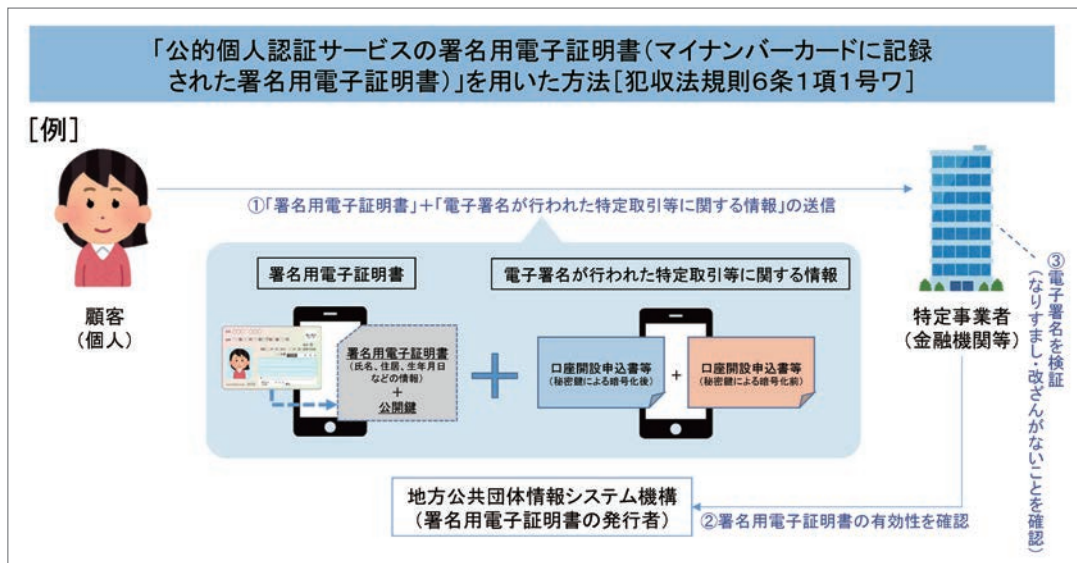 「公的個人認証サービスの署名用電子証明書（マイナンバーカードに記録
された署名用電子証明書）」を用いた方法［犯収法規則6条1項1号ワ］
［例］
①「署名用電子証明書」＋「電子署名が行われた特定取引等に関する情報」の送信
顧客
（個人）
署名用電子証明書
署名用電子証明書
（氏名、住居、生年月日
などの情報）
＋
公開鍵
＋
電子署名が行われた特定取引等に関する情報
口座開設申込書等
（秘密鍵による暗号化後）
＋
口座開設申込書等
（秘密鍵による暗号化前）
特定事業者
（金融機関等）
③電子署名を検証
（なりすまし・改ざんがないことを確認）
地方公共団体情報システム機構
（署名用電子証明書の発行者）
②署名用電子証明書の有効性を確認